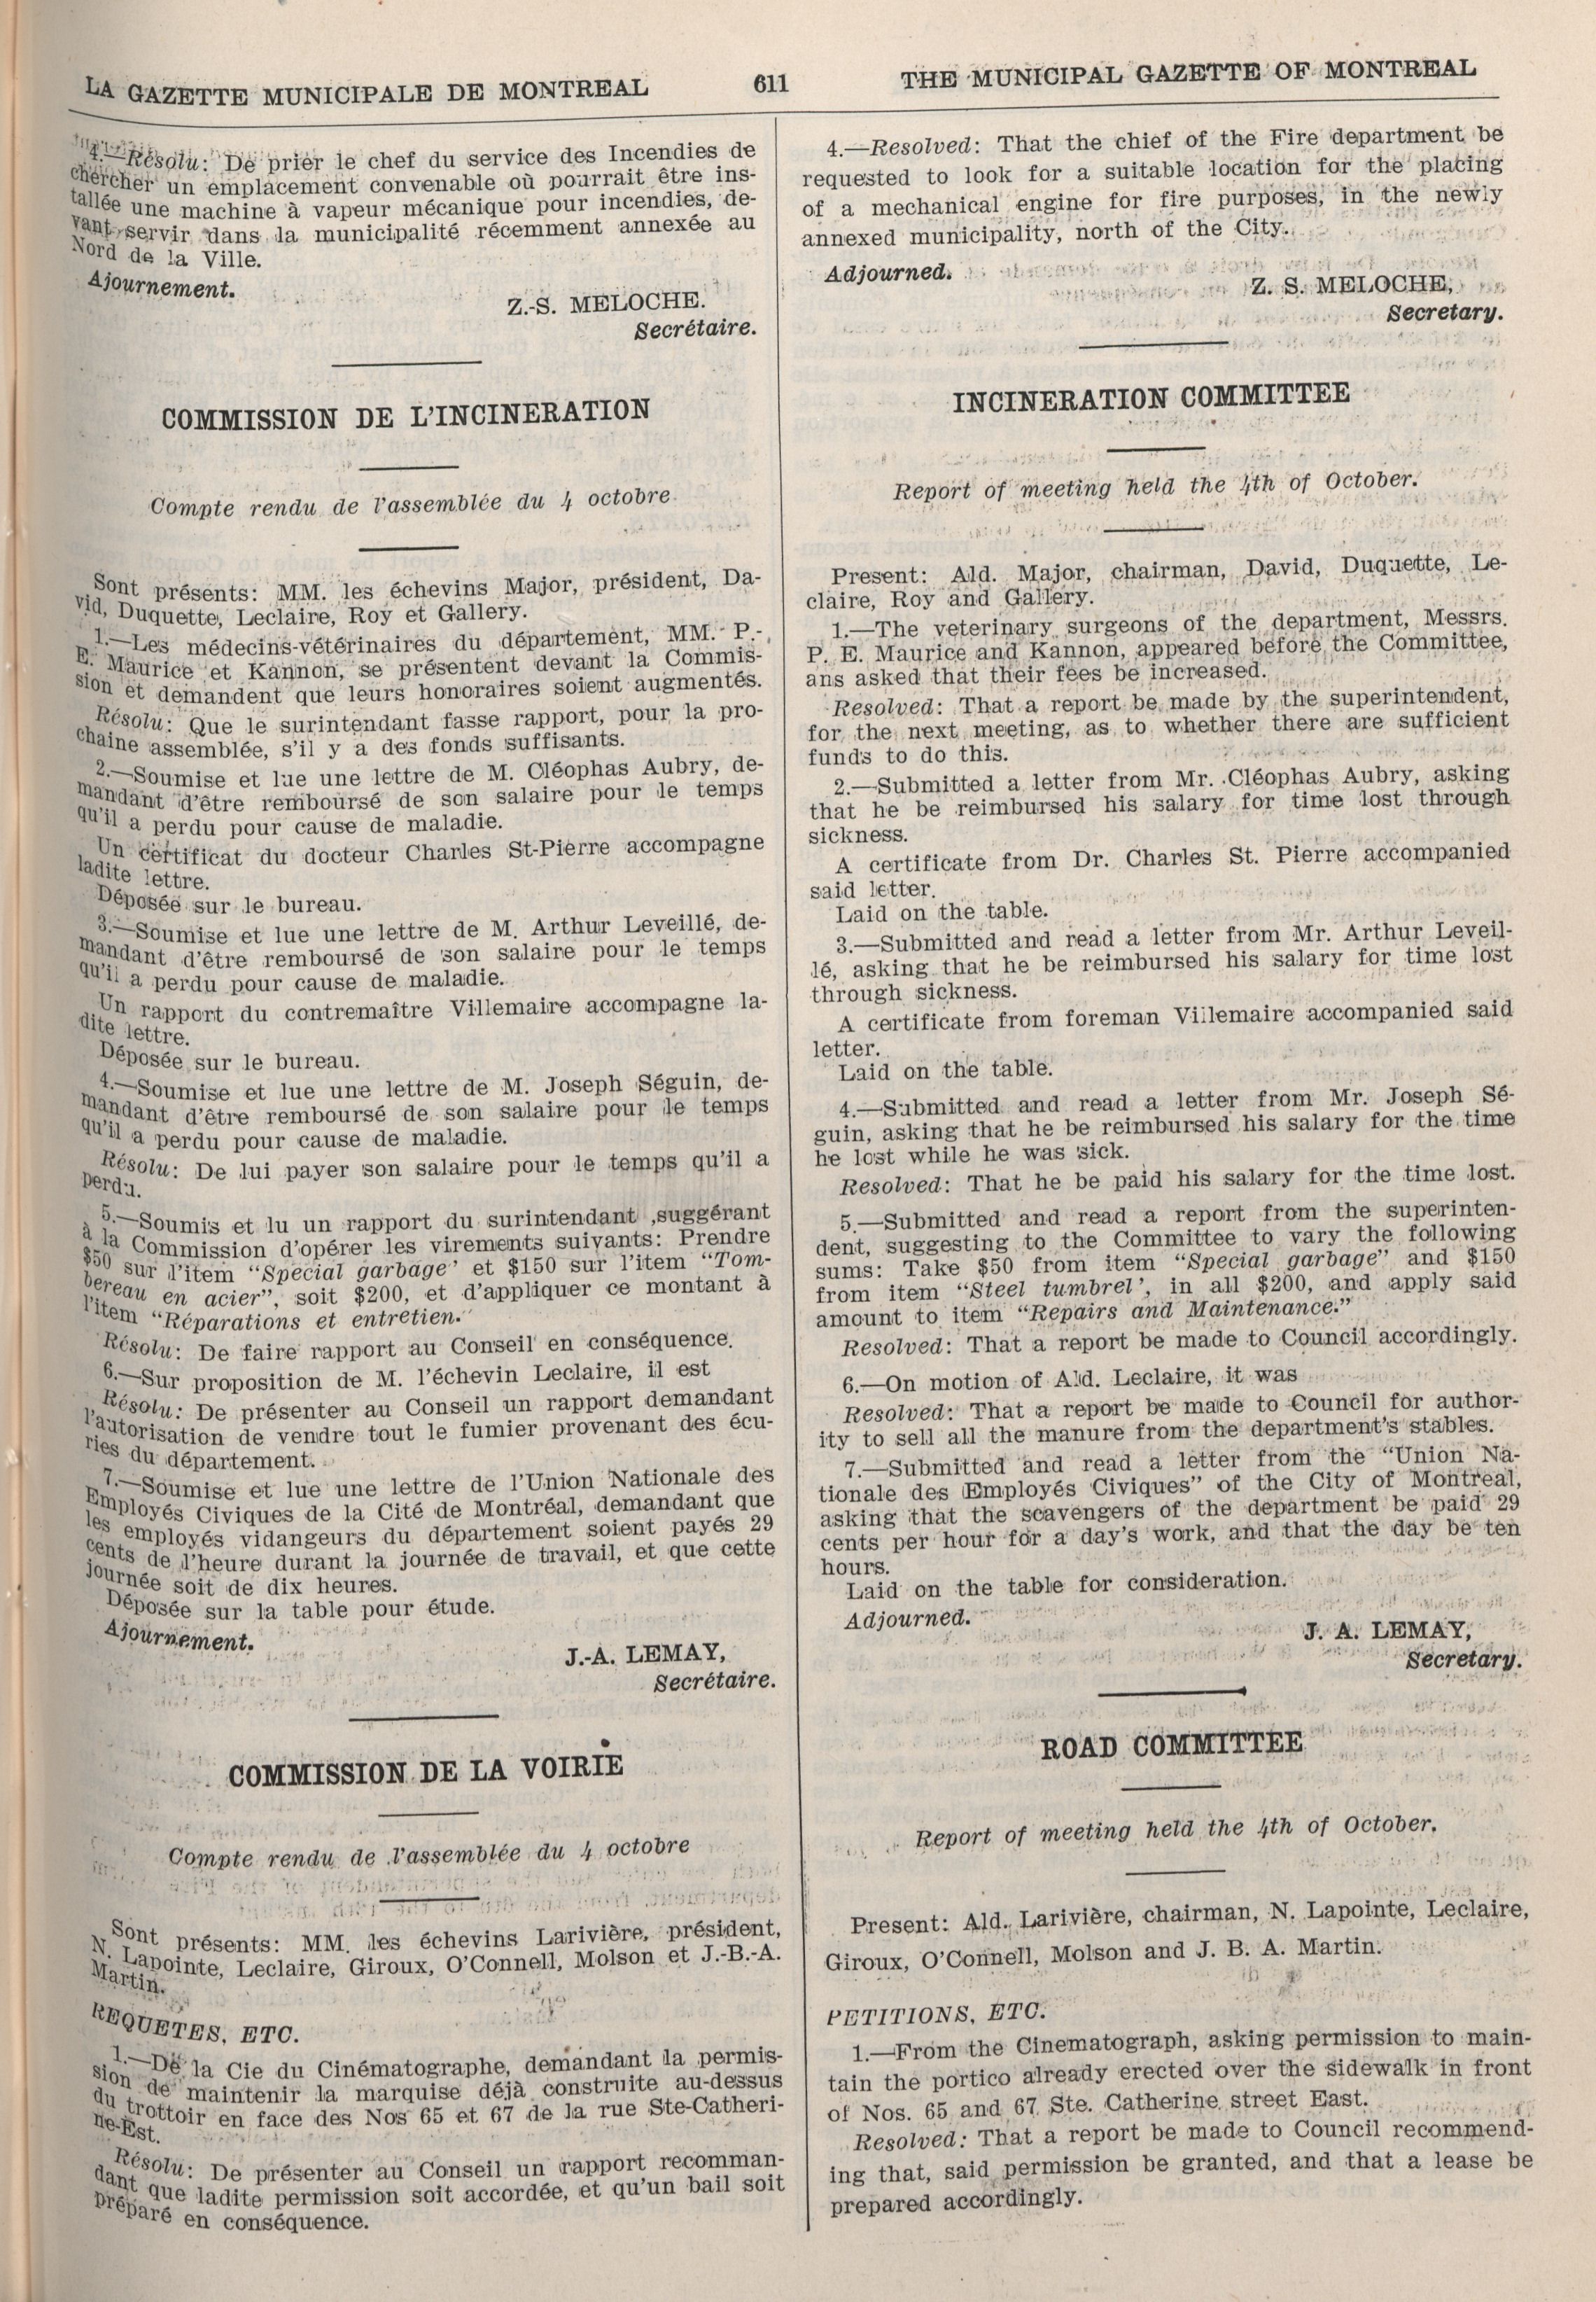 LA GAZETTE MUNICIPALE DE MONTREAL 611 THE MUNICIPAL GAZETTE OF MONTREAL
4.—Résolu: De prier le chef du service des Incendies de
chercher un emplacement convenable où pourrait être ins-
tallée une machine à vapeur mécanique pour incendies, de-
vant servir dans la municipalité récemment annexée au
Nord de la Ville.
Ajournement.
Z.-S. MELOCHE.
Secrétaire.
COMMISSION DE L'INCINERATION
Compte rendu de l'assemblée du 4 octobre
Sont présents: MM. les échevins Major, président, Da-
vid, Duquette, Leclaire, Roy et Gallery.
1.—Les médecins-vétérinaires du département, MM. P.-
E. Maurice et Kannon, se présentent devant la Commis-
sion et demandent que leurs honoraires soient augmentés.
Résolu: Que le surintendant fasse rapport, pour la pro-
chaine assemblée, s'il y a des fonds suffisants.
2.—Soumise et lue une lettre de M. Cléophas Aubry, de-
mandant d'être remboursé de son salaire pour le temps
qu'il a perdu pour cause de maladie.
Un certificat du docteur Charles St-Pierre accompagne
ladite lettre.
Déposée sur le bureau.
3.—Soumise et lue une lettre de M. Arthur Leveillé, de-
mandant d'être remboursé de son salaire pour le temps
qu'il a perdu pour cause de maladie.
Un rapport du contremaître Villemaire accompagne la-
dite lettre.
Déposée sur le bureau.
4.—Soumise et lue une lettre de M. Joseph Séguin, de-
mandant d'être remboursé de son salaire pour le temps
qu'il a perdu pour cause de maladie.
Résolu: De lui payer son salaire pour le temps qu'il a
perdu.
5.—Soumis et lu un rapport du surintendant ,suggérant
à la Commission d'opérer les virements suivants: Prendre
$50 sur l'item "Special garbage' et $150 sur l'item "Tom-
bereau en acier", soit $200, et d'appliquer ce montant à
l'item "Réparations et entretien."
Résolu: De faire rapport au Conseil en conséquence.
6.—Sur proposition de M. l'échevin Leclaire, il est
Résolu: De présenter au Conseil un rapport demandant
l'autorisation de vendre tout le fumier provenant des écu-
ries du département.
7.—Soumise et lue une lettre de l'Union Nationale des
Employés Civiques de la Cité de Montréal, demandant que
les employés vidangeurs du département soient payés 29
cents de l'heure durant la journée de travail, et que cette
journée soit de dix heures.
Déposée sur la table pour étude.
Ajournement.
J.-A. LEMAY,
Secrétaire.
COMMISSION DE LA VOIRIE
Compte rendu de l'assemblée du 4 octobre
Sont présents: MM. les échevins Larivière, président,
N. Lapointe, Leclaire, Giroux, O'Connell, Molson et J.-B.-A.
Martin.
REQUETES, ETC.
1.—De la Cie du Cinématographe, demandant la permis-
sion de maintenir la marquise déjà construite au-dessus
du trottoir en face des Nos 65 et 67 de la rue Ste-Catheri-
ne-Est.
Résolu: De présenter au Conseil un rapport recomman-
dant que ladite permission soit accordée, et qu'un bail soit
préparé en conséquence.
4.—Resolved: That the chief of the Fire department be
requested to look for a suitable location for the placing
of a mechanical engine for fire purposes, in the newly
annexed municipality, north of the City.
Adjourned.
Z. S. MELOCHE,
Secretary.
INCINERATION COMMITTEE
Report of meeting held the 4th of October.
Present: Ald. Major, chairman, David, Duquette, Le-
claire, Roy and Gallery.
1.—The veterinary surgeons of the department, Messrs.
P. E. Maurice and Kannon, appeared before the Committee,
ans asked that their fees be increased.
Resolved: That a report be made by the superintendent,
for the next meeting, as to whether there are sufficient
funds to do this.
2.—Submitted a letter from Mr. Cléophas Aubry, asking
that he be reimbursed his salary for time lost through
sickness.
A certificate from Dr. Charles St. Pierre accompanied
said letter.
Laid on the table.
3.—Submitted and read a letter from Mr. Arthur Leveil-
lé, asking that he be reimbursed his salary for time lost
through sickness.
A certificate from foreman Villemaire accompanied said
letter.
Laid on the table.
4.—Submitted and read a letter from Mr. Joseph Sé-
guin, asking that he be reimbursed his salary for the time
he lost while he was sick.
Resolved: That he be paid his salary for the time lost.
5.—Submitted and read a report from the superinten-
dent, suggesting to the Committee to vary the following
sums: Take $50 from item "Special garbage" and $150
from item "Steel tumbrel', in all $200, and apply said
amount to item "Repairs and Maintenance."
Resolved: That a report be made to Council accordingly.
6.—On motion of Ald. Leclaire, it was
Resolved: That a report be made to Council for author-
ity to sell all the manure from the department's stables.
7.—Submitted and read a letter from the "Union Na-
tionale des Employés Civiques" of the City of Montreal,
asking that the scavengers of the department be paid 29
cents per hour for a day's work, and that the day be ten
hours.
Laid on the table for consideration.
Adjourned.
J. A. LEMAY,
Secretary.
ROAD COMMITTEE
Report of meeting held the 4th of October.
Present: Ald. Larivière, chairman, N. Lapointe, Leclaire,
Giroux, O'Connell, Molson and J. B. A. Martin.
PETITIONS, ETC.
1.—From the Cinematograph, asking permission to main-
tain the portico already erected over the sidewalk in front
of Nos. 65 and 67 Ste. Catherine street East.
Resolved: That a report be made to Council recommend-
ing that, said permission be granted, and that a lease be
prepared accordingly.